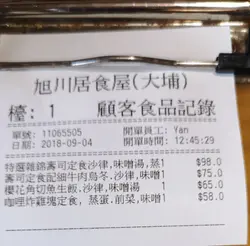 旭川居食屋(大埔)
檯: 1 顧客食品記錄
單號: 11065505 開單員工: Yan
日期: 2018-09-04 時間: 12:45:29
特選雜錦壽司定食沙律,味噌湯,蒸1 $98.0
壽司定食配細牛肉烏冬,沙律,味噌1 $75.0
櫻花角切魚生飯,沙律,味噌湯 1 $65.0
咖哩炸雞塊定食,蒸蛋,前菜,味噌1 $58.0